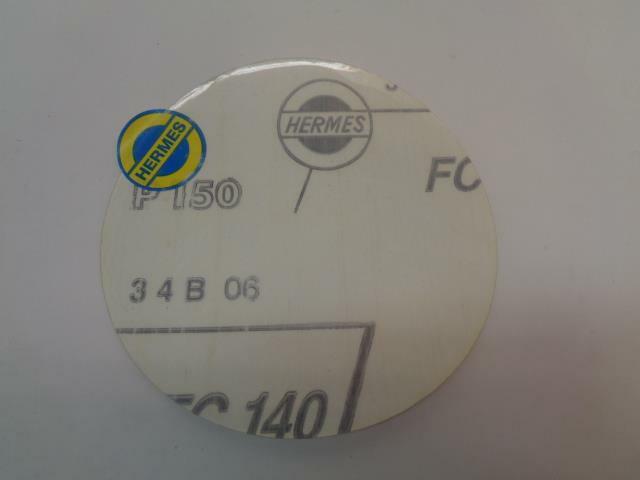 HERMES
HERMES
FC
P 150
3 4 B 06
FC 140